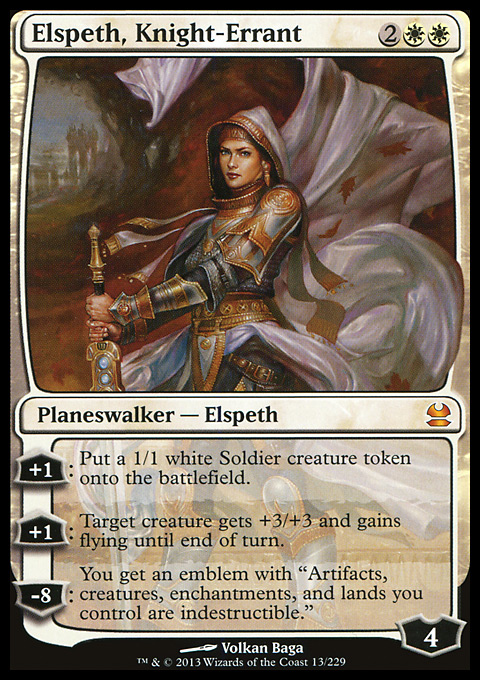 Elspeth, Knight-Errant 2
Planeswalker — Elspeth
+1 : Put a 1/1 white Soldier creature token
onto the battlefield.
+1 : Target creature gets +3/+3 and gains
flying until end of turn.
-8 : You get an emblem with “Artifacts,
creatures, enchantments, and lands you
control are indestructible.”
4
Volkan Baga
™ & © 2013 Wizards of the Coast 13/229